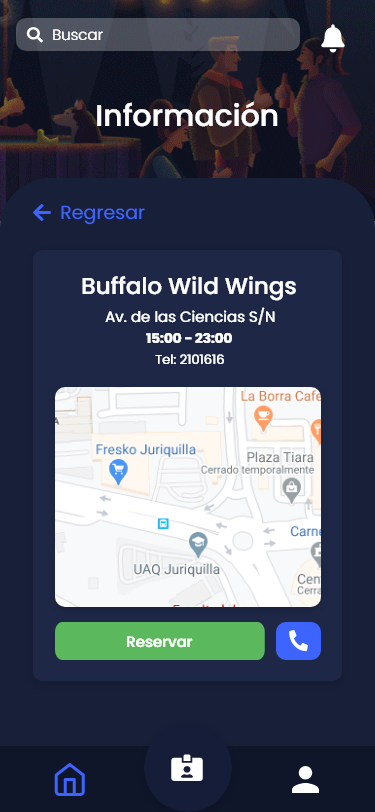 Buscar
Información
Regresar
Buffalo Wild Wings
Av. de las Ciencias S/N
15:00 - 23:00
Tel: 2101616
La Borra Cafe
Fresko Juriquilla
Plaza Tiara
Cerrado temporalmente
Carne
UAQ Juriquilla
Cen
Cerra
Reservar